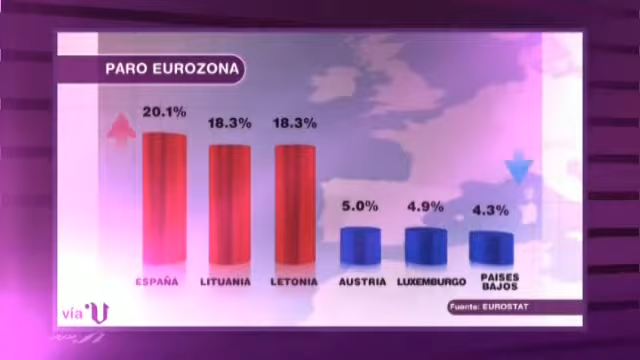 PARO EUROZONA
20.1%
18.3%
18.3%
5.0%
4.9%
4.3%
ESPAÑA
LITUANIA
LETONIA
AUSTRIA
LUXEMBURGO
PAISES
BAJOS
Fuente: EUROSTAT
vía